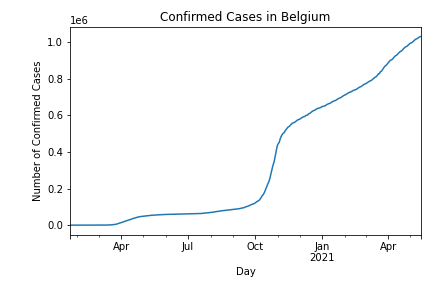 Confirmed Cases in Belgium
1e6
1.0
0.8
0.6
0.4
0.2
0.0
Number of Confirmed Cases
Apr Jul Oct Jan Apr
2021
Day